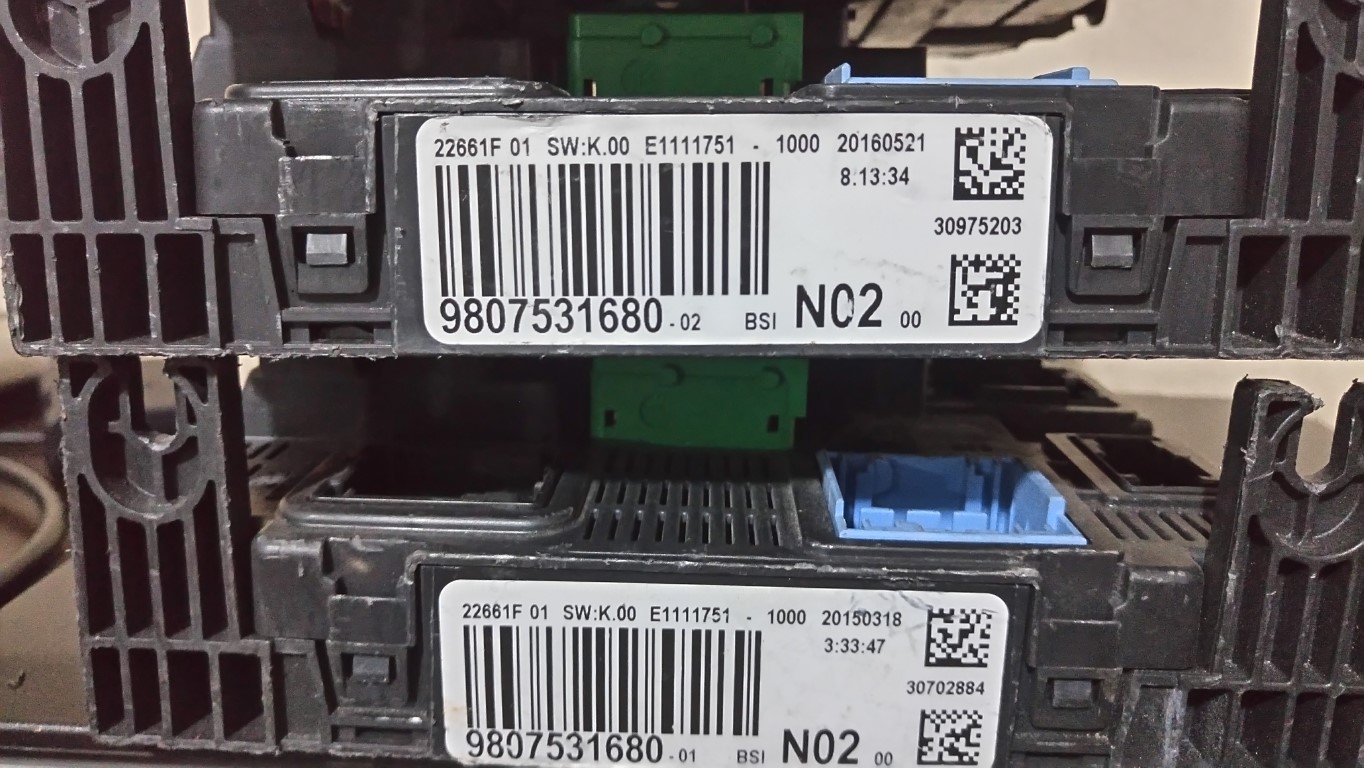 22661F 01 SW:K.00 E1111751 - 1000 20160521
8.13:34
30975203
9807531680 - 02 BSI N02 00
22661F 01 SW:K.00 E1111751 - 1000 20150318
3:33:47
30702884
9807531680 - 01 BSI N02 00